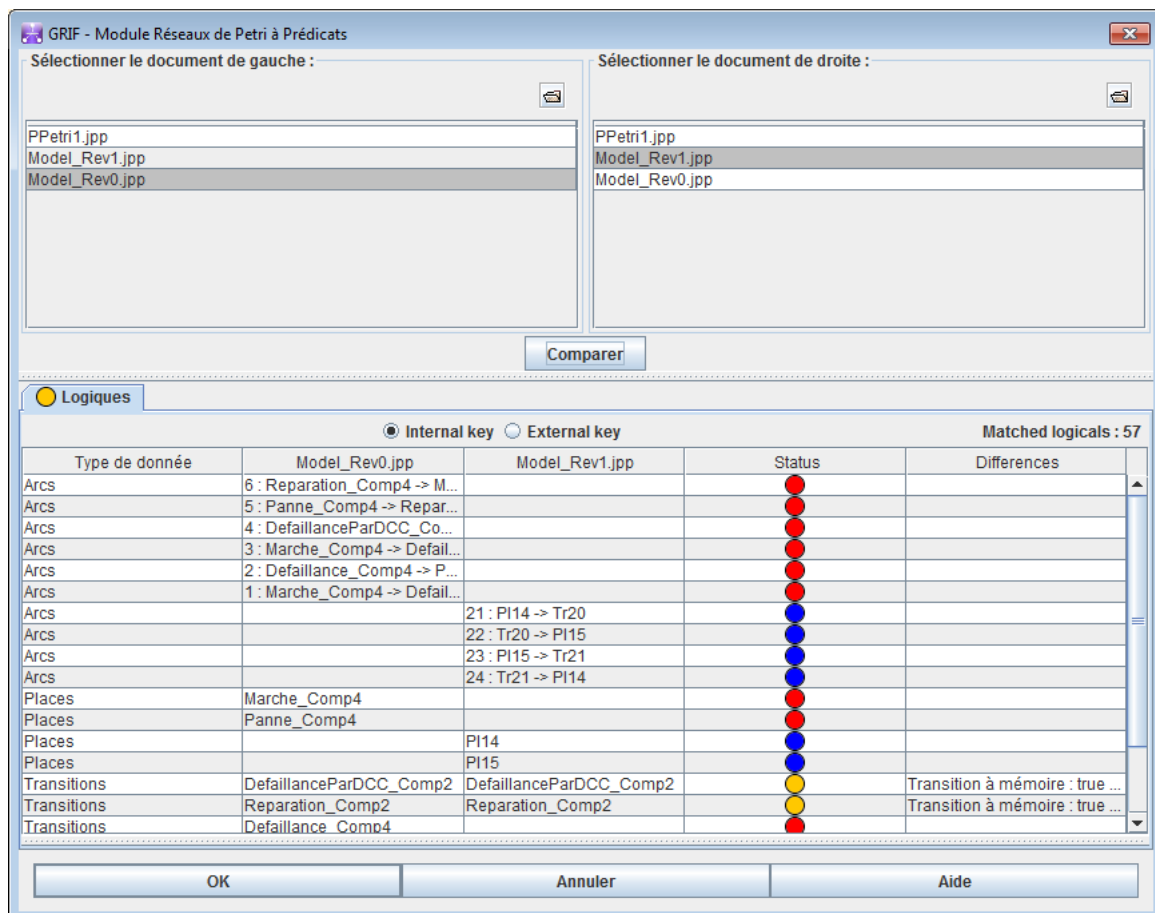 GRIF - Module Réseaux de Petri à Prédicats
Sélectionner le document de gauche :
PPetri1.jpp
Model_Rev1.jpp
Model_Rev0.jpp
Sélectionner le document de droite :
PPetri1.jpp
Model_Rev1.jpp
Model_Rev0.jpp
Comparer
Logiques
Internal key External key Matched logicals : 57
Type de donnée Model_Rev0.jpp Model_Rev1.jpp Status Differences
Arcs 6 : Reparation_Comp4 -> M...
Arcs 5 : Panne_Comp4 -> Repar...
Arcs 4 : DefaillanceParDCC_Co...
Arcs 3 : Marche_Comp4 -> Defail...
Arcs 2 : Defaillance_Comp4 -> P...
Arcs 1 : Marche_Comp4 -> Defail...
Arcs 21 : Pl14 -> Tr20
Arcs 22 : Tr20 -> Pl15
Arcs 23 : Pl15 -> Tr21
Arcs 24 : Tr21 -> Pl14
Places Marche_Comp4
Places Panne_Comp4
Places Pl14
Places Pl15
Transitions DefaillanceParDCC_Comp2 DefaillanceParDCC_Comp2 Transition à mémoire : true ...
Transitions Reparation_Comp2 Reparation_Comp2 Transition à mémoire : true ...
Transitions Defaillance_Comp4
OK Annuler Aide